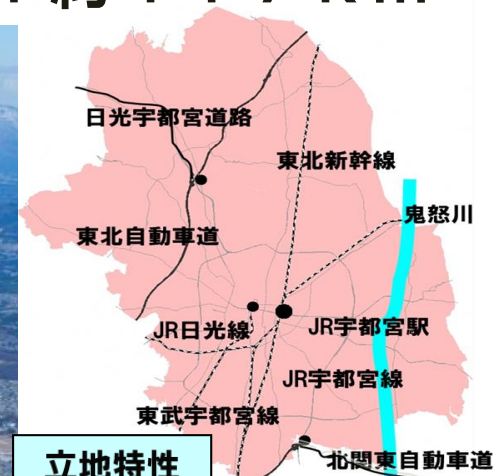 日光宇都宮道路
東北新幹線
鬼怒川
東北自動車道
JR日光線
JR宇都宮駅
JR宇都宮線
東武宇都宮線
北関東自動車道
立地特性